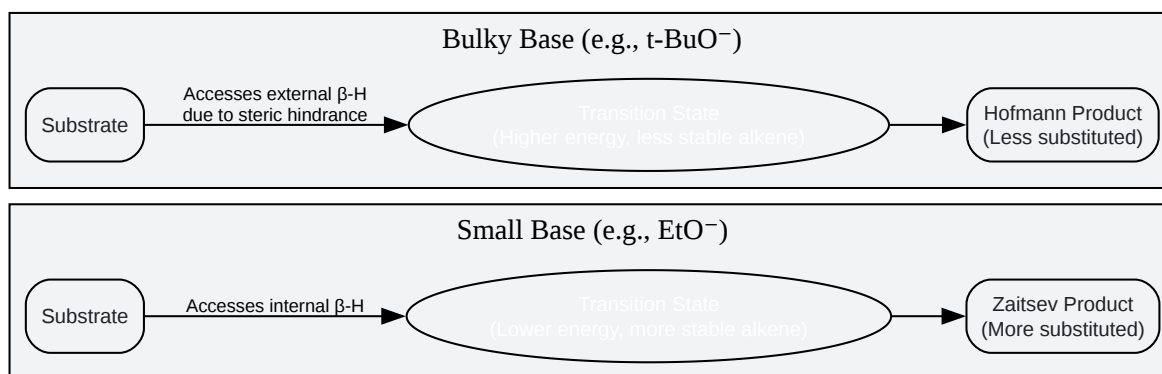 Bulky Base (e.g., t-BuO⁻)
Substrate
Accesses external β-H
due to steric hindrance
Transition State
(Higher energy, less stable alkene)
Hofmann Product
(Less substituted)
Small Base (e.g., EtO⁻)
Substrate
Accesses internal β-H
Transition State
(Lower energy, more stable alkene)
Zaitsev Product
(More substituted)